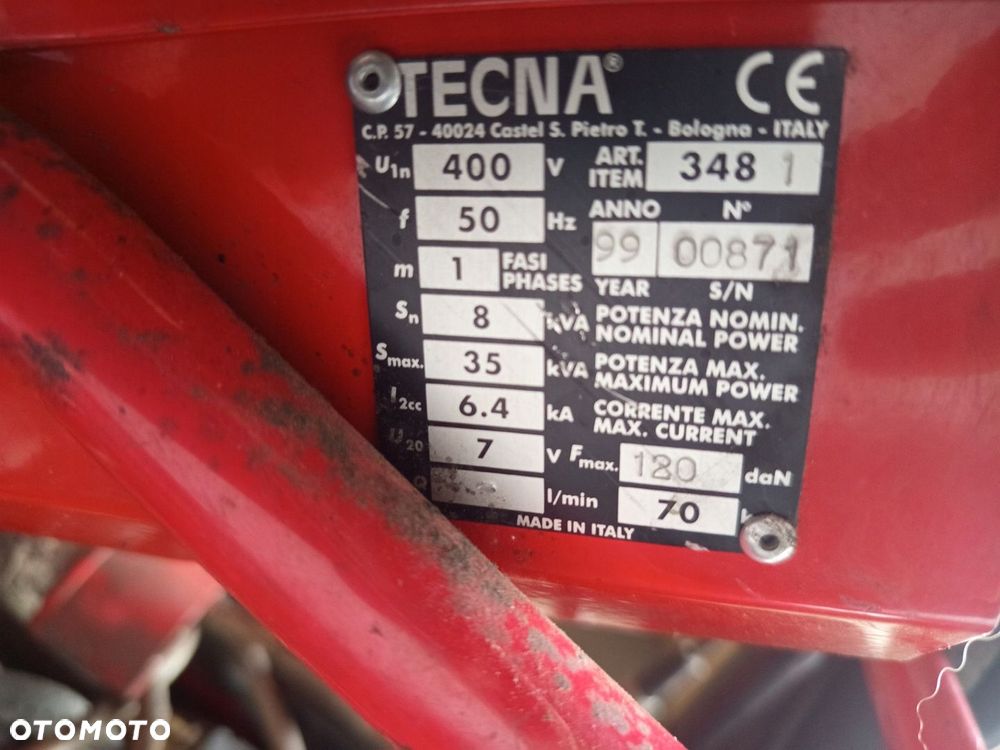 TECNA® CE
C.P. 57 - 40024 Castel S. Pietro T. - Bologna - ITALY
U1n 400 V ART. ITEM 348 1
f 50 Hz ANNO Nº
99 00871
m 1 FASI PHASES YEAR S/N
Sn 8 kVA POTENZA NOMIN.
NOMINAL POWER
Smax. 35 kVA POTENZA MAX.
MAXIMUM POWER
I2cc 6.4 kA CORRENTE MAX.
MAX. CURRENT
U20 7 V Fmax. 120 daN
Q l/min 70
MADE IN ITALY
OTOMOTO